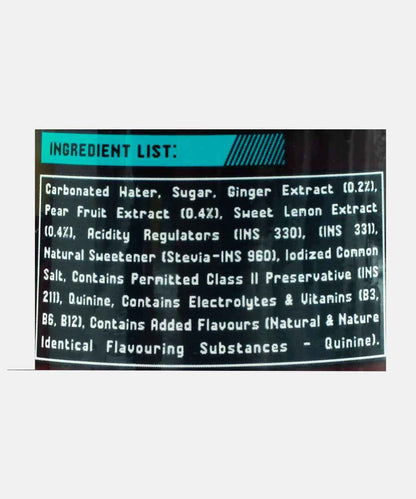 INGREDIENT LIST:
Carbonated Water, Sugar, Ginger Extract (0.2%),
Pear Fruit Extract (0.4%), Sweet Lemon Extract
(0.4%), Acidity Regulators (INS 330), (INS 331),
Natural Sweetener (Stevia-INS 960), Iodized Common
Salt, Contains Permitted Class II Preservative (INS
211), Quinine, Contains Electrolytes & Vitamins (B3,
B6, B12), Contains Added Flavours (Natural & Nature
Identical Flavouring Substances - Quinine).